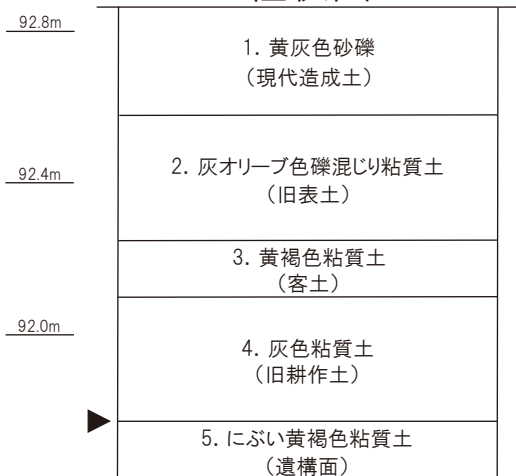 92.8m
1. 黄灰色砂礫
（現代造成土）
92.4m
2. 灰オリーブ色礫混じり粘質土
（旧表土）
3. 黄褐色粘質土
（客土）
92.0m
4. 灰色粘質土
（旧耕作土）
5. にぶい黄褐色粘質土
（遺構面）